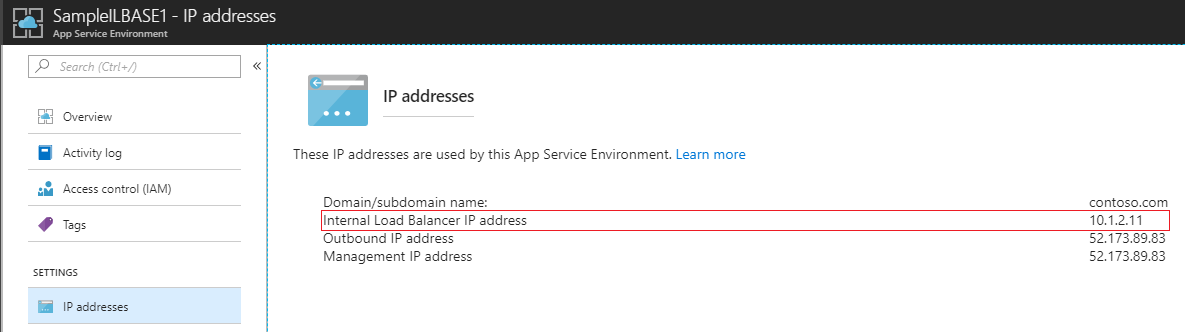 SampleILBASE1 - IP addresses
App Service Environment
Search (Ctrl+/)
«
Overview
Activity log
Access control (IAM)
Tags
SETTINGS
IP addresses
IP addresses
These IP addresses are used by this App Service Environment. Learn more
Domain/subdomain name: contoso.com
Internal Load Balancer IP address 10.1.2.11
Outbound IP address 52.173.89.83
Management IP address 52.173.89.83